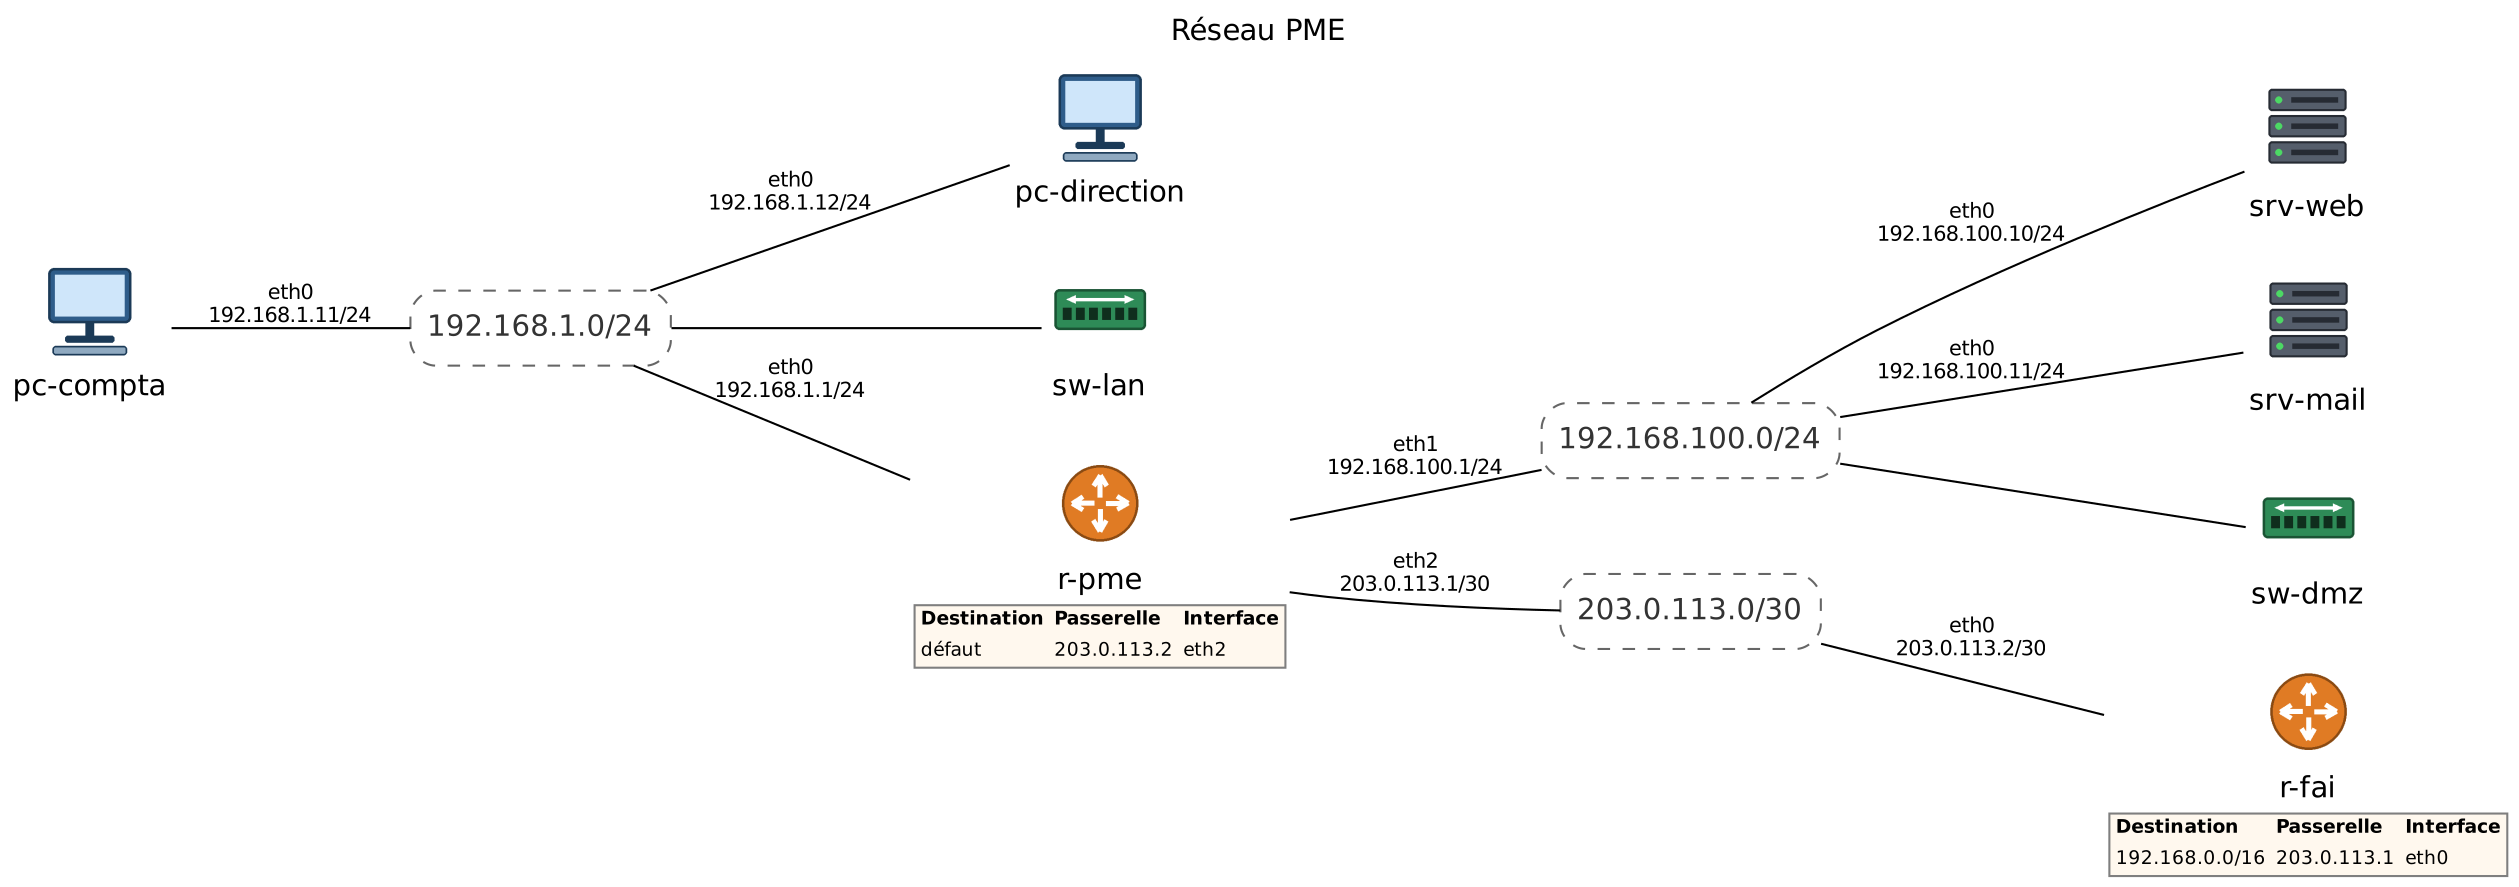 Réseau PME
pc-direction
eth0
192.168.1.12/24
srv-web
eth0
192.168.100.10/24
pc-compta
eth0
192.168.1.11/24
192.168.1.0/24
sw-lan
eth0
192.168.1.1/24
srv-mail
eth0
192.168.100.11/24
192.168.100.0/24
eth1
192.168.100.1/24
r-pme
Destination Passerelle Interface
défaut 203.0.113.2 eth2
eth2
203.0.113.1/30
203.0.113.0/30
sw-dmz
eth0
203.0.113.2/30
r-fai
Destination Passerelle Interface
192.168.0.0/16 203.0.113.1 eth0